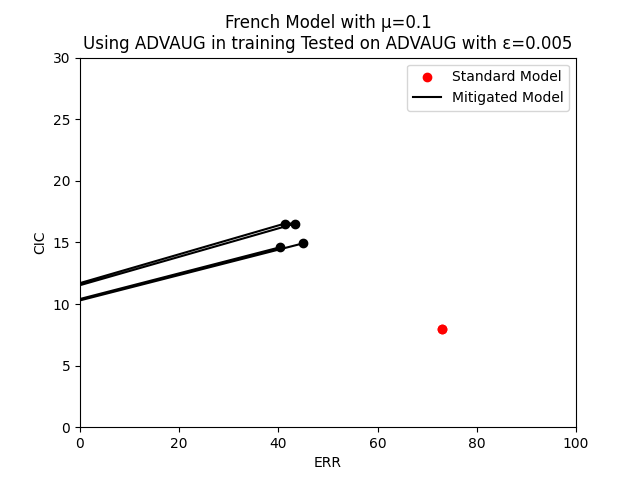 French Model with μ=0.1
Using ADVAUG in training Tested on ADVAUG with ε=0.005
Standard Model
Mitigated Model
CIC
30
25
20
15
10
5
0
0 20 40 60 80 100
ERR